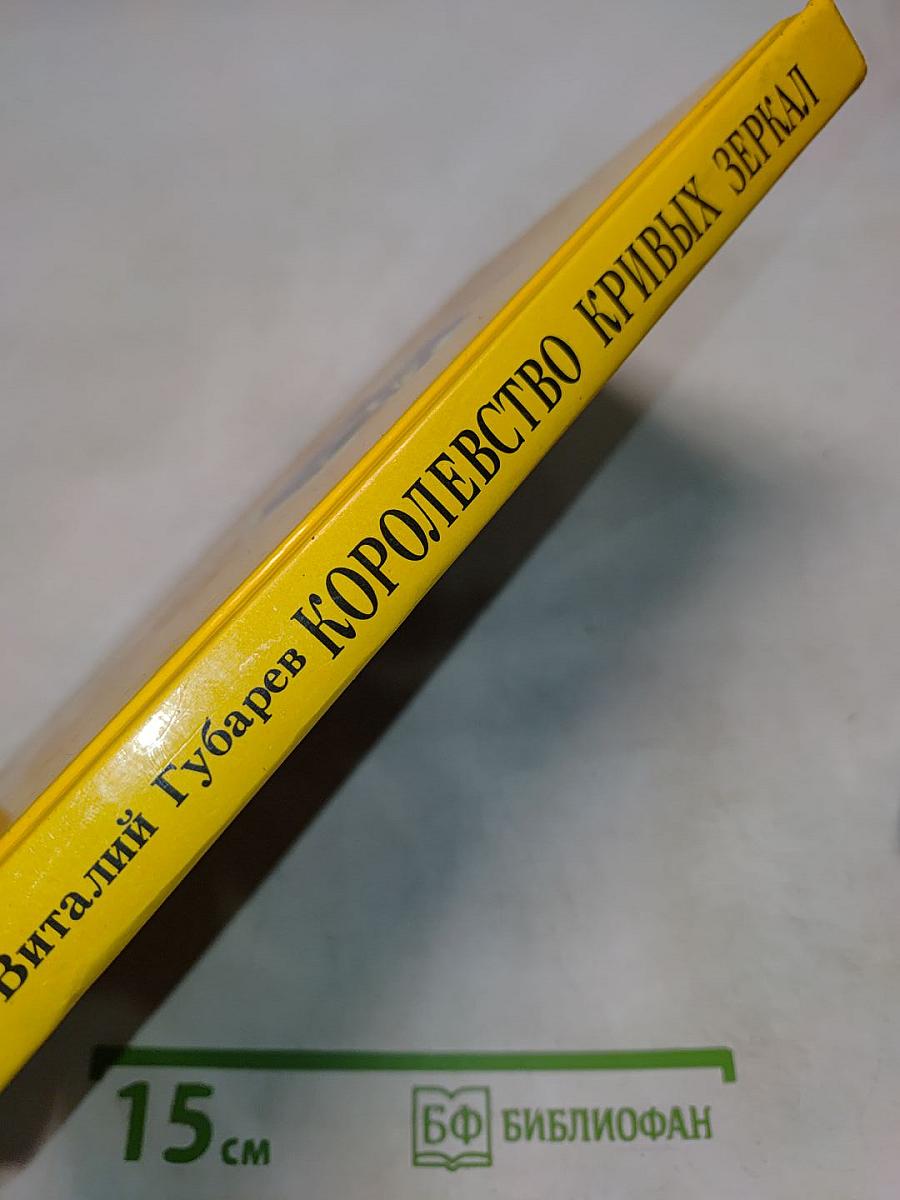 Виталий Губарев КОРОЛЕВСТВО КРИВЫХ ЗЕРКАЛ
15 см
БФ БИБЛИОФАН